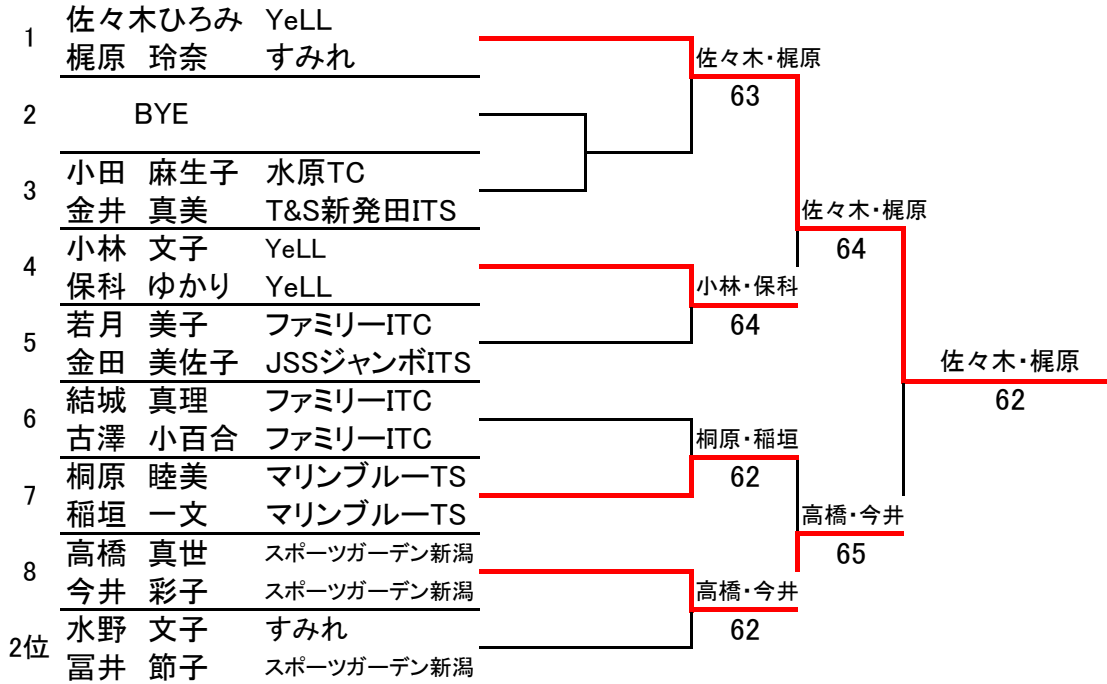 1
佐々木ひろみ YeLL
梶原 玲奈 すみれ
2
BYE
3
小田 麻生子 水原TC
金井 真美 T&S新発田ITS
4
小林 文子 YeLL
保科 ゆかり YeLL
5
若月 美子 ファミリーITC
金田 美佐子 JSSジャンボITS
6
結城 真理 ファミリーITC
古澤 小百合 ファミリーITC
7
桐原 睦美 マリンブルーTS
稲垣 一文 マリンブルーTS
8
高橋 真世 スポーツガーデン新潟
今井 彩子 スポーツガーデン新潟
2位
水野 文子 すみれ
冨井 節子 スポーツガーデン新潟
佐々木・梶原
63
小林・保科
64
桐原・稲垣
62
高橋・今井
62
佐々木・梶原
64
高橋・今井
65
佐々木・梶原
62